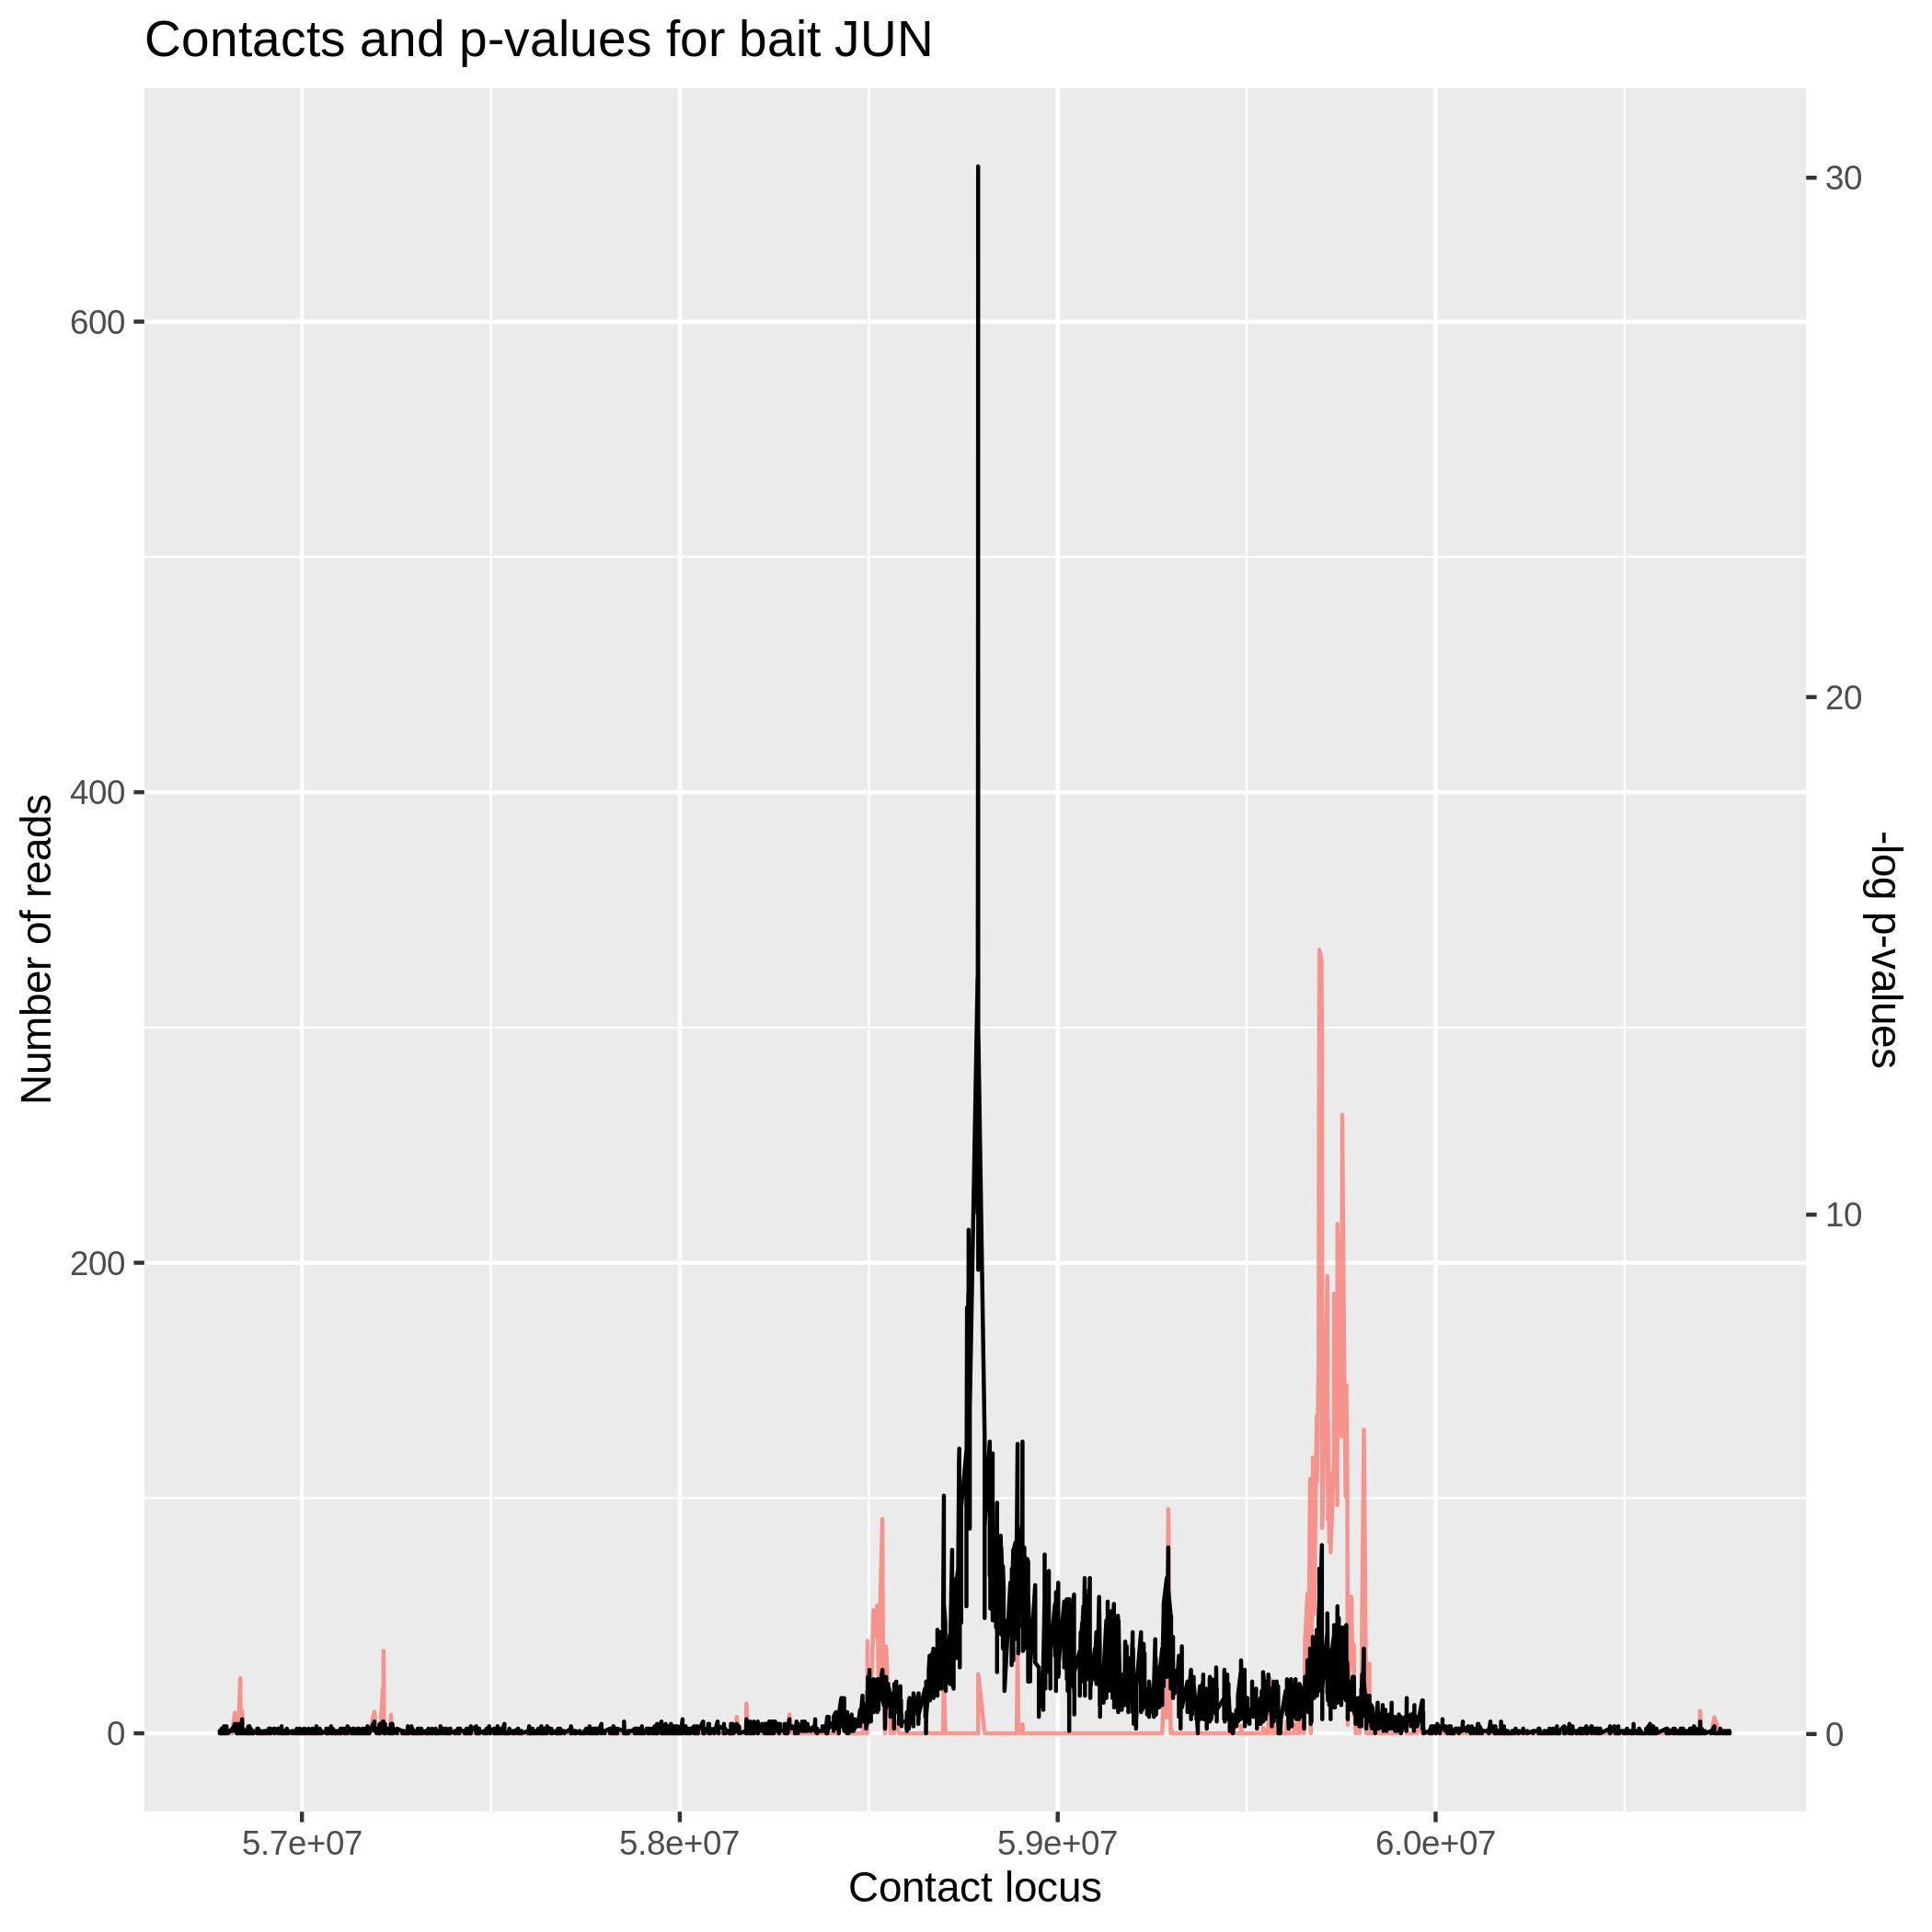 Contacts and p-values for bait JUN
30
600
20
400
Number of reads
-log p-values
10
200
0
0
5.7e+07
5.8e+07
5.9e+07
6.0e+07
Contact locus